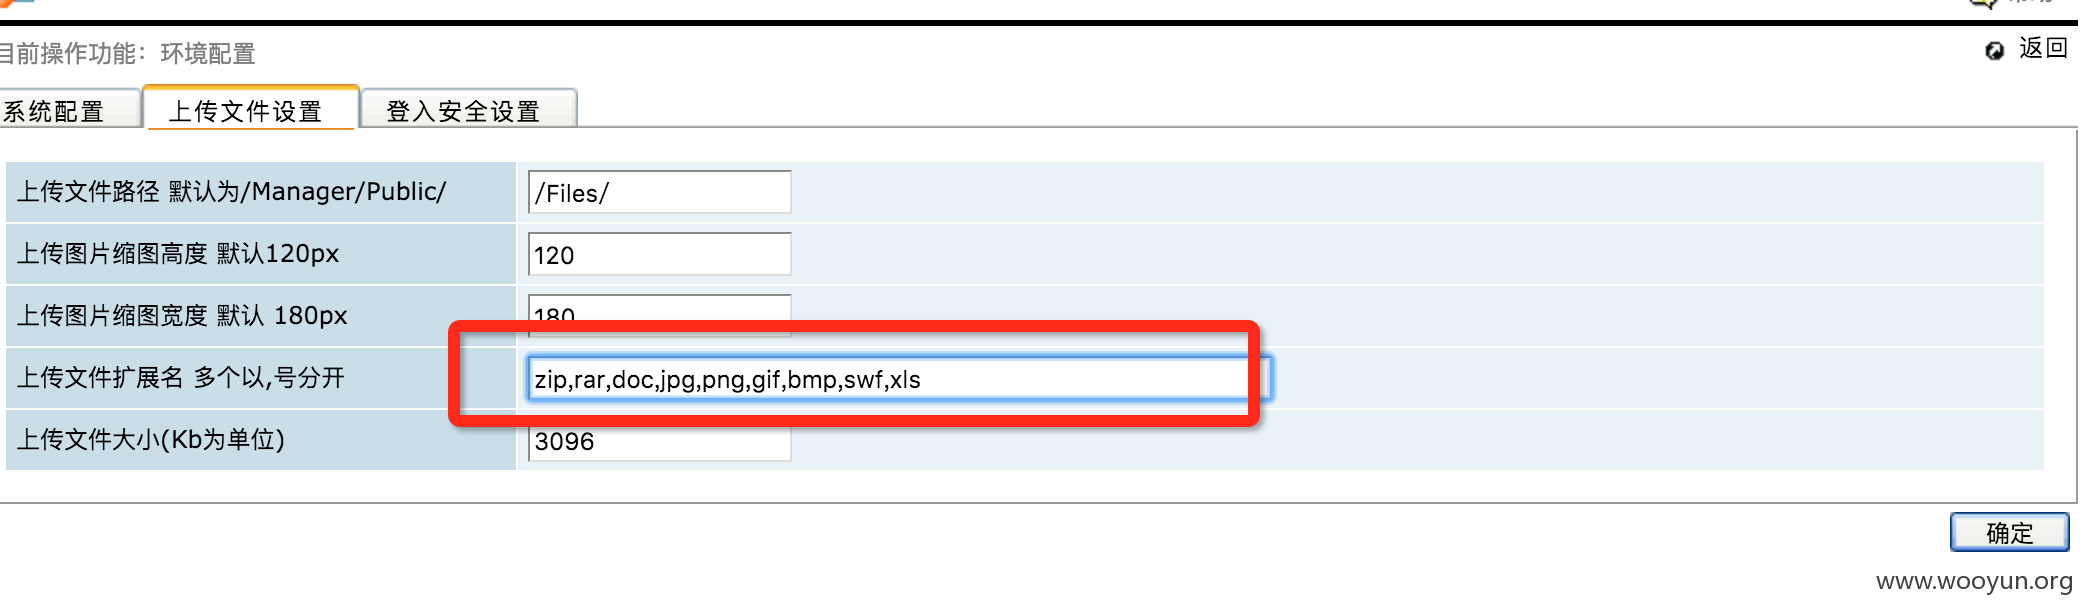 目前操作功能：环境配置
返回
系统配置 上传文件设置 登入安全设置
上传文件路径 默认为/Manager/Public/ /Files/
上传图片缩图高度 默认120px 120
上传图片缩图宽度 默认 180px 180
上传文件扩展名 多个以,号分开 zip,rar,doc,jpg,png,gif,bmp,swf,xls
上传文件大小(Kb为单位) 3096
确定
www.wooyun.org